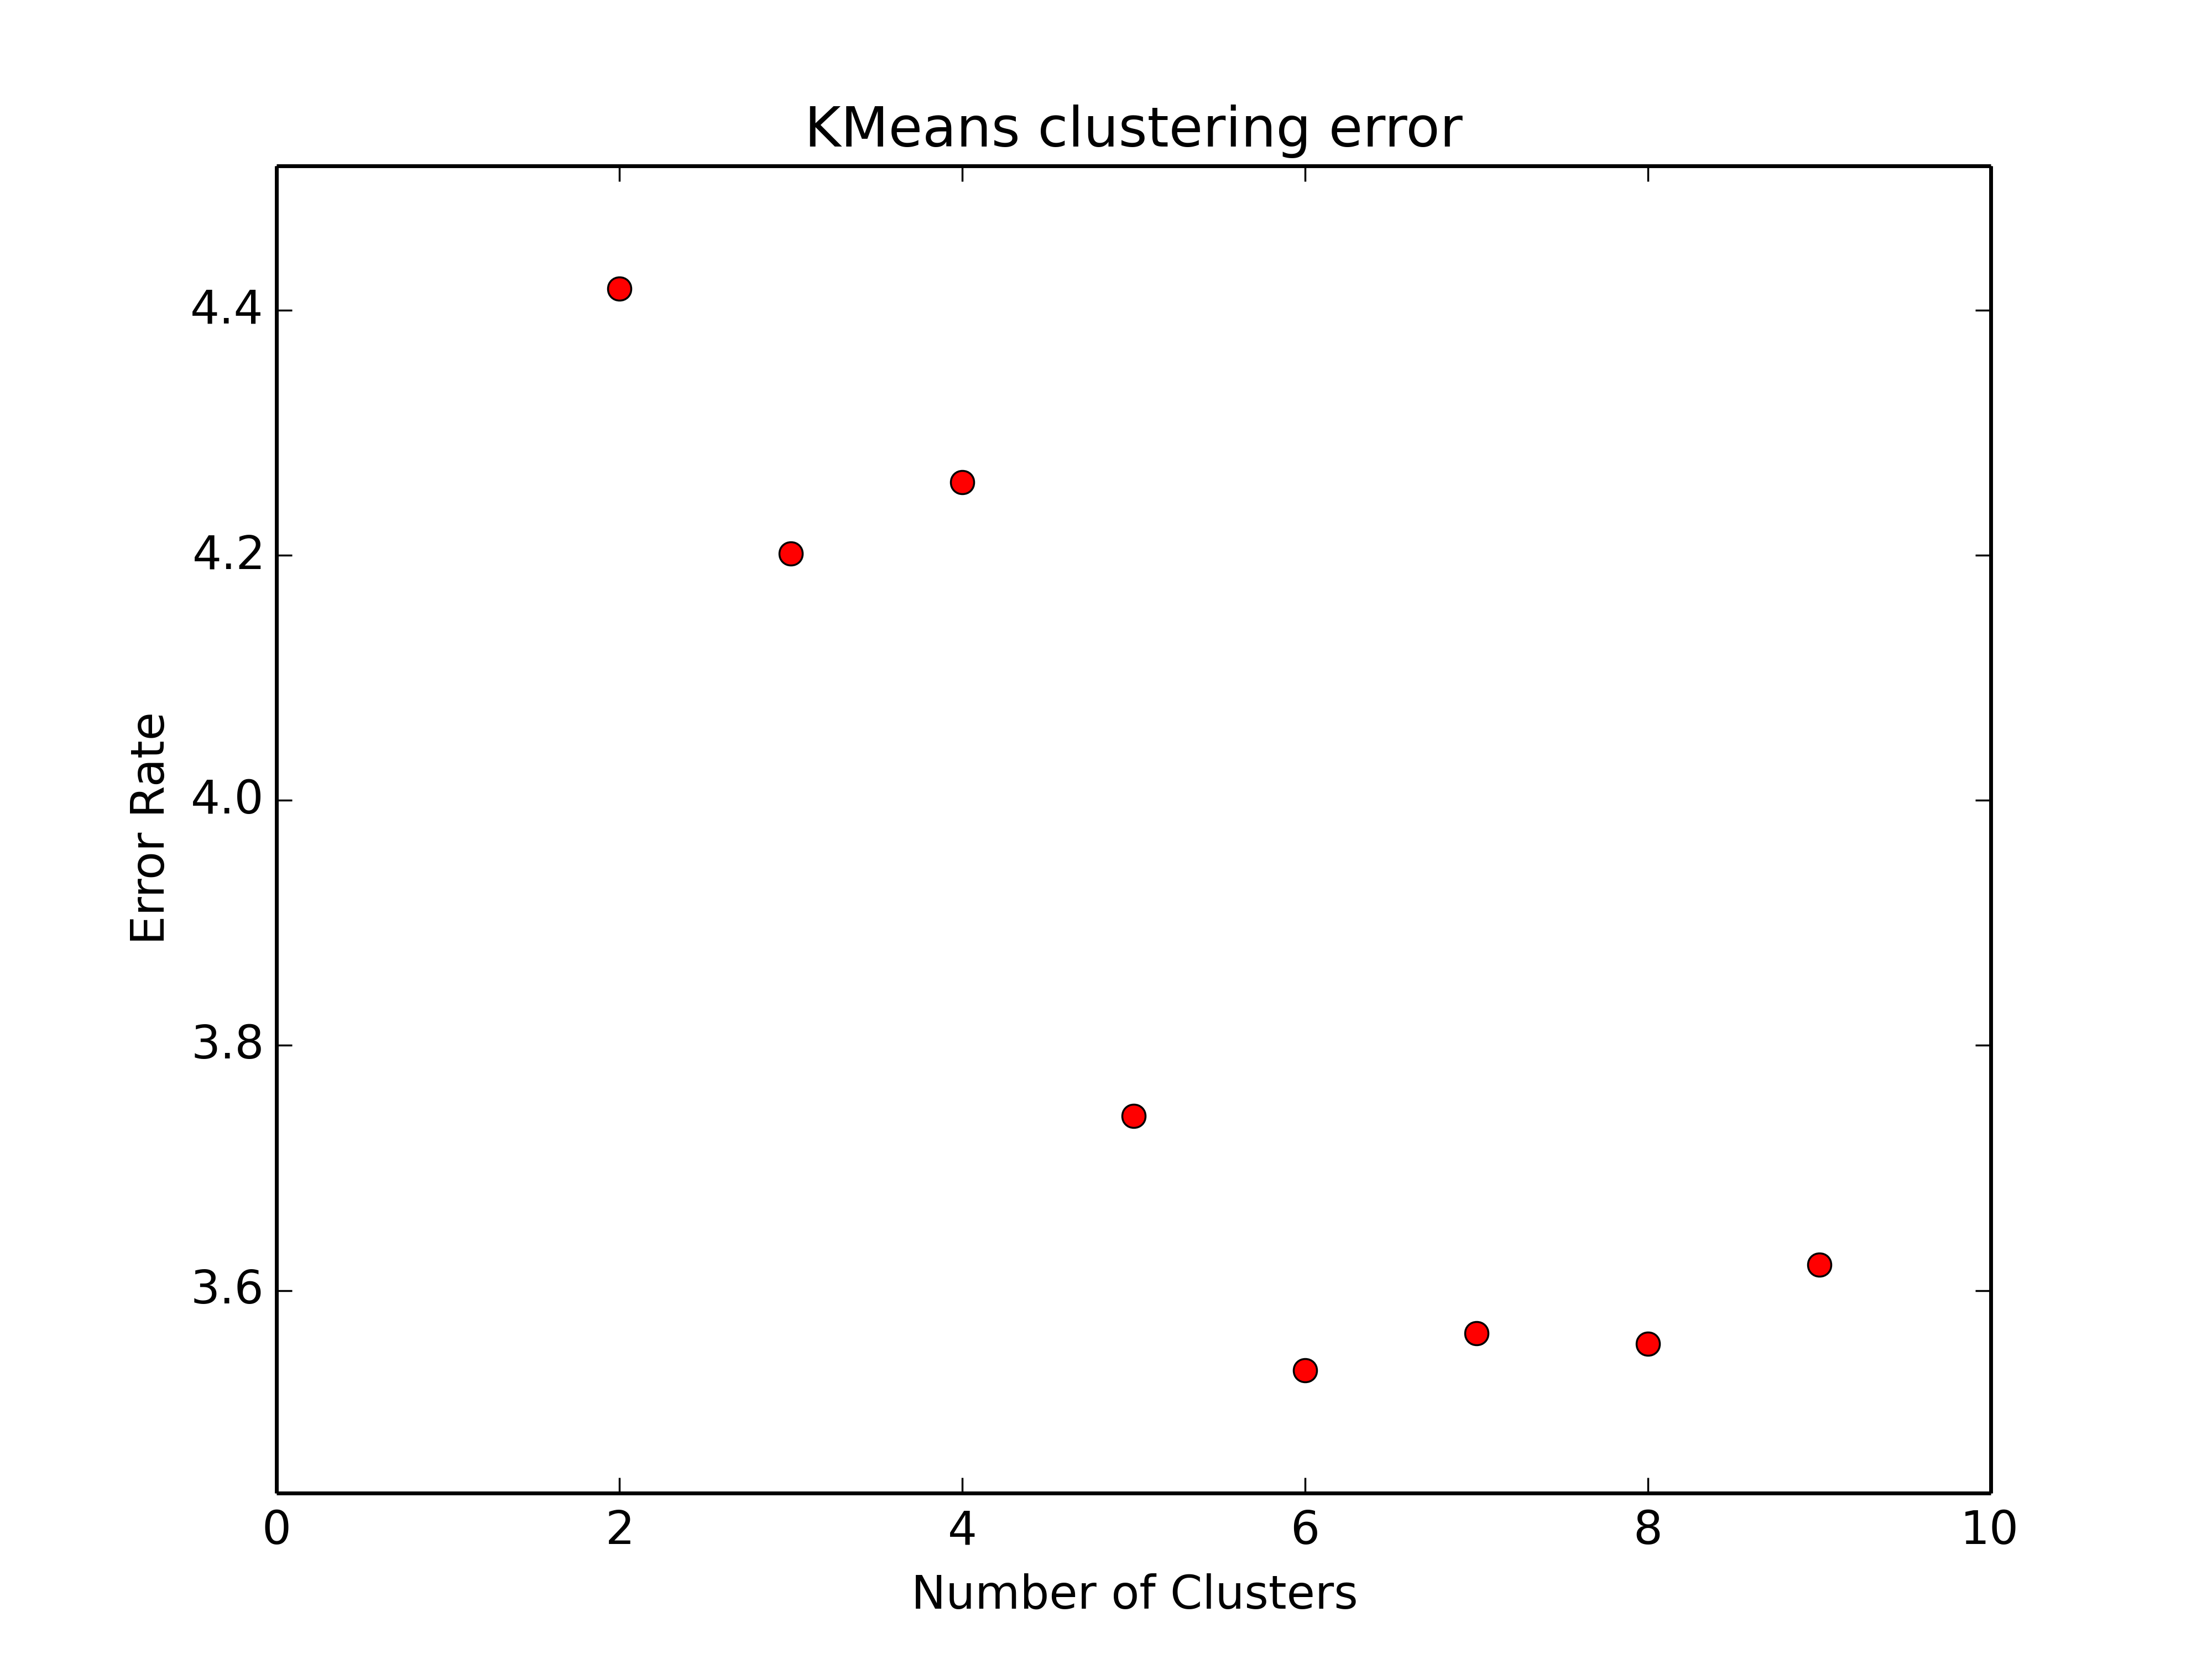 KMeans clustering error
4.4
4.2
4.0
3.8
3.6
Error Rate
0 2 4 6 8 10
Number of Clusters